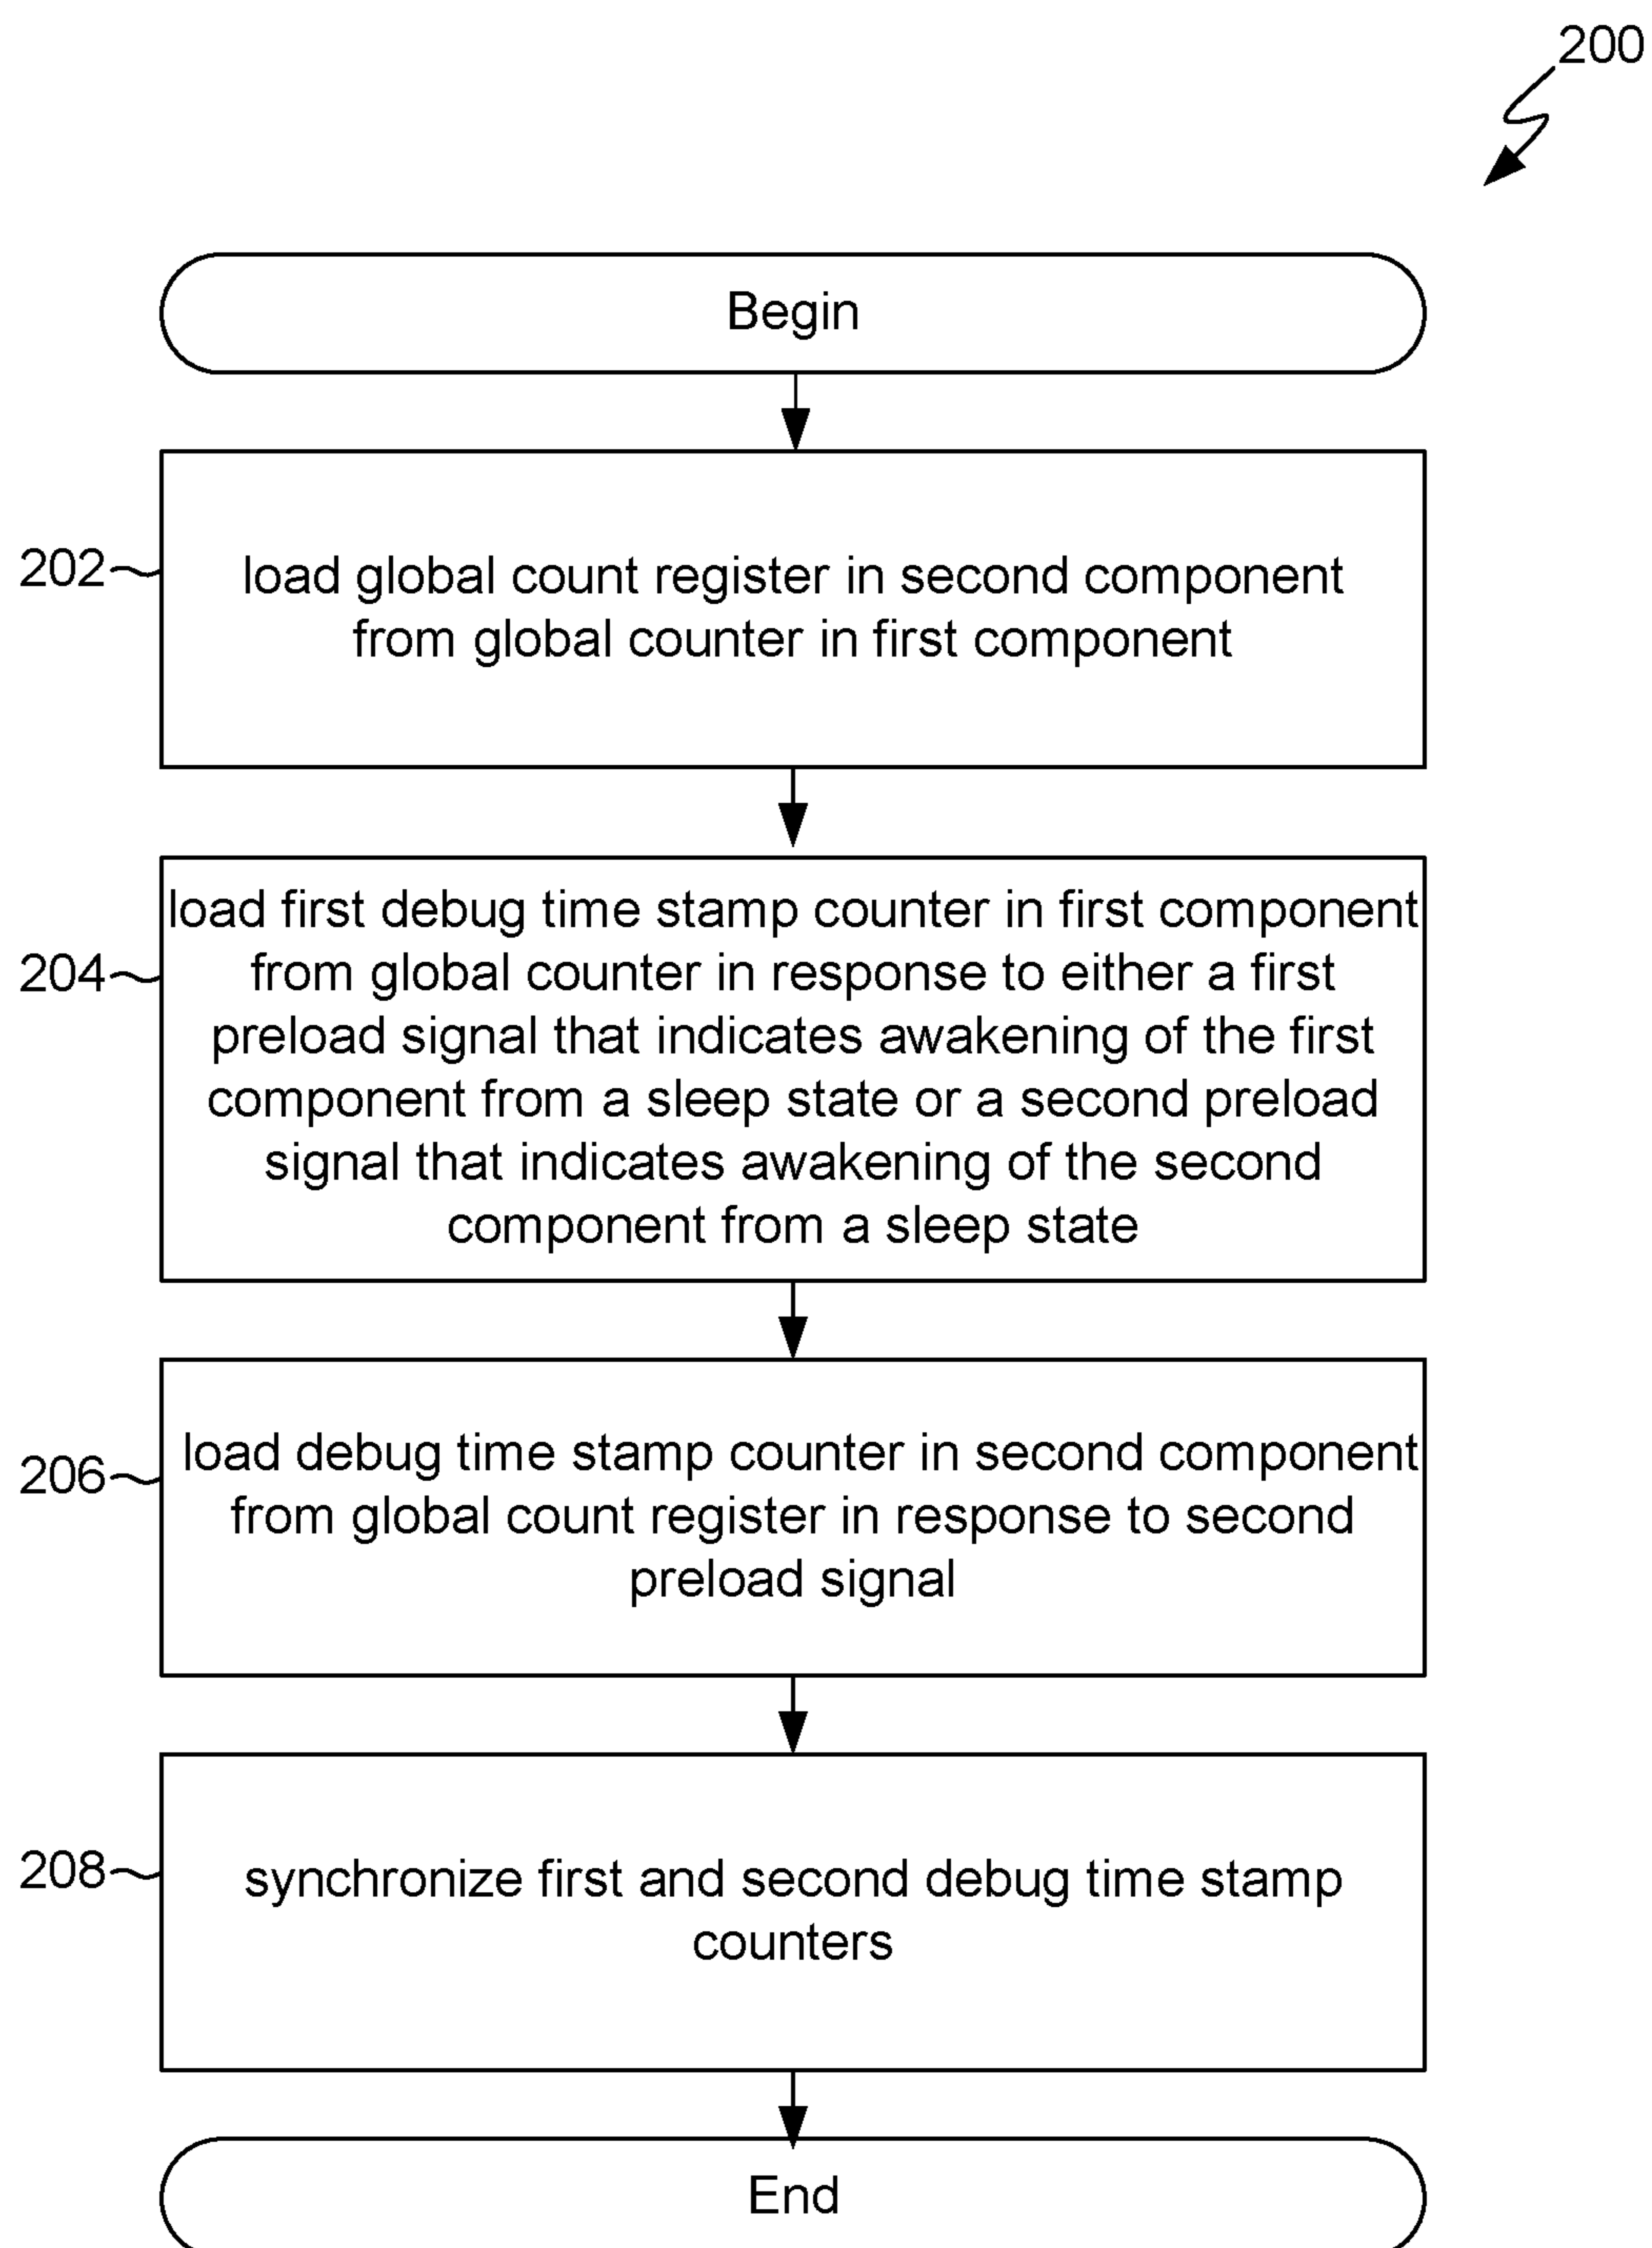 200
Begin
202
load global count register in second component
from global counter in first component
204
load first debug time stamp counter in first component
from global counter in response to either a first
preload signal that indicates awakening of the first
component from a sleep state or a second preload
signal that indicates awakening of the second
component from a sleep state
206
load debug time stamp counter in second component
from global count register in response to second
preload signal
208
synchronize first and second debug time stamp
counters
End